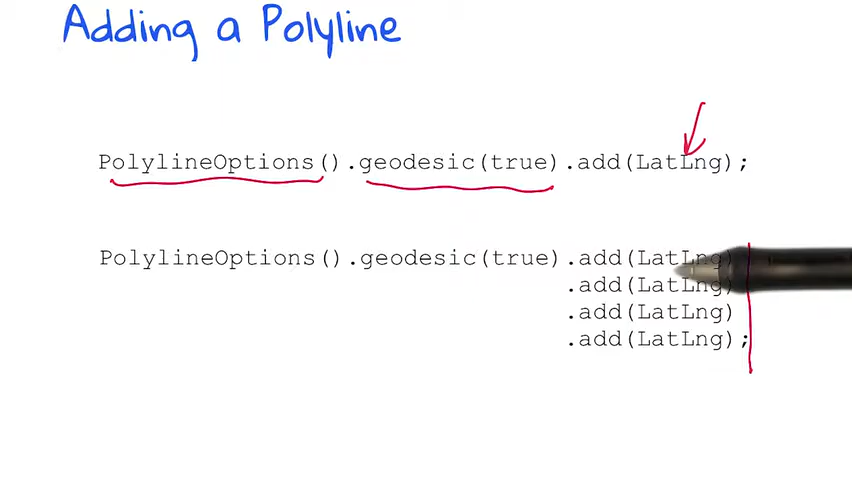 Adding a Polyline
PolylineOptions().geodesic(true).add(LatLng);
PolylineOptions().geodesic(true).add(LatLng)
.add(LatLng)
.add(LatLng)
.add(LatLng);